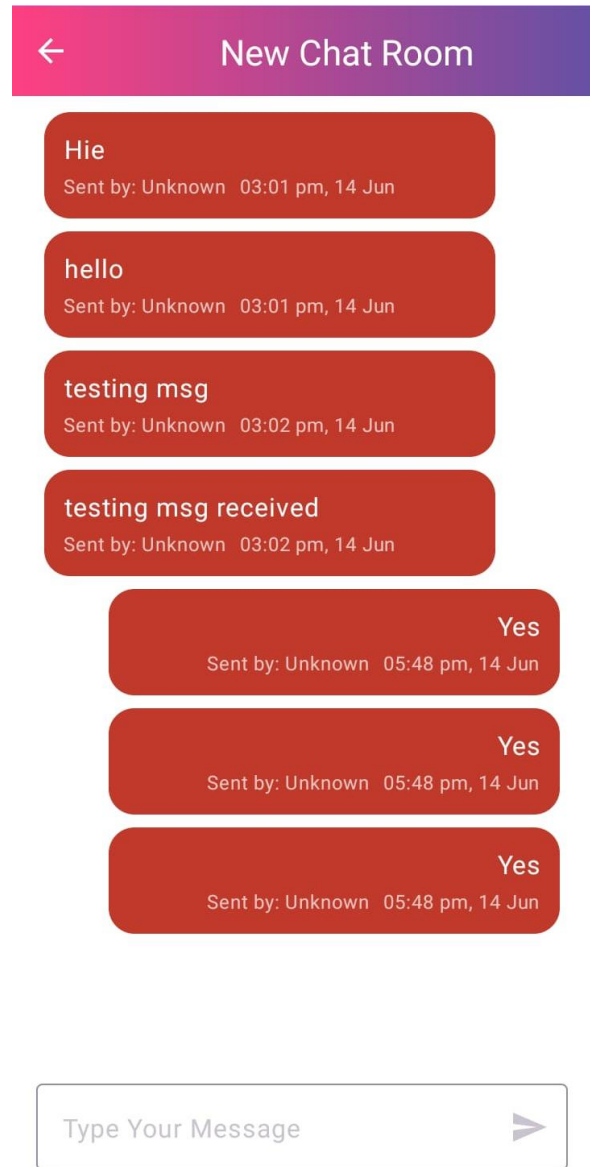 New Chat Room
Hie
Sent by: Unknown 03:01 pm, 14 Jun
hello
Sent by: Unknown 03:01 pm, 14 Jun
testing msg
Sent by: Unknown 03:02 pm, 14 Jun
testing msg received
Sent by: Unknown 03:02 pm, 14 Jun
Yes
Sent by: Unknown 05:48 pm, 14 Jun
Yes
Sent by: Unknown 05:48 pm, 14 Jun
Yes
Sent by: Unknown 05:48 pm, 14 Jun
Type Your Message